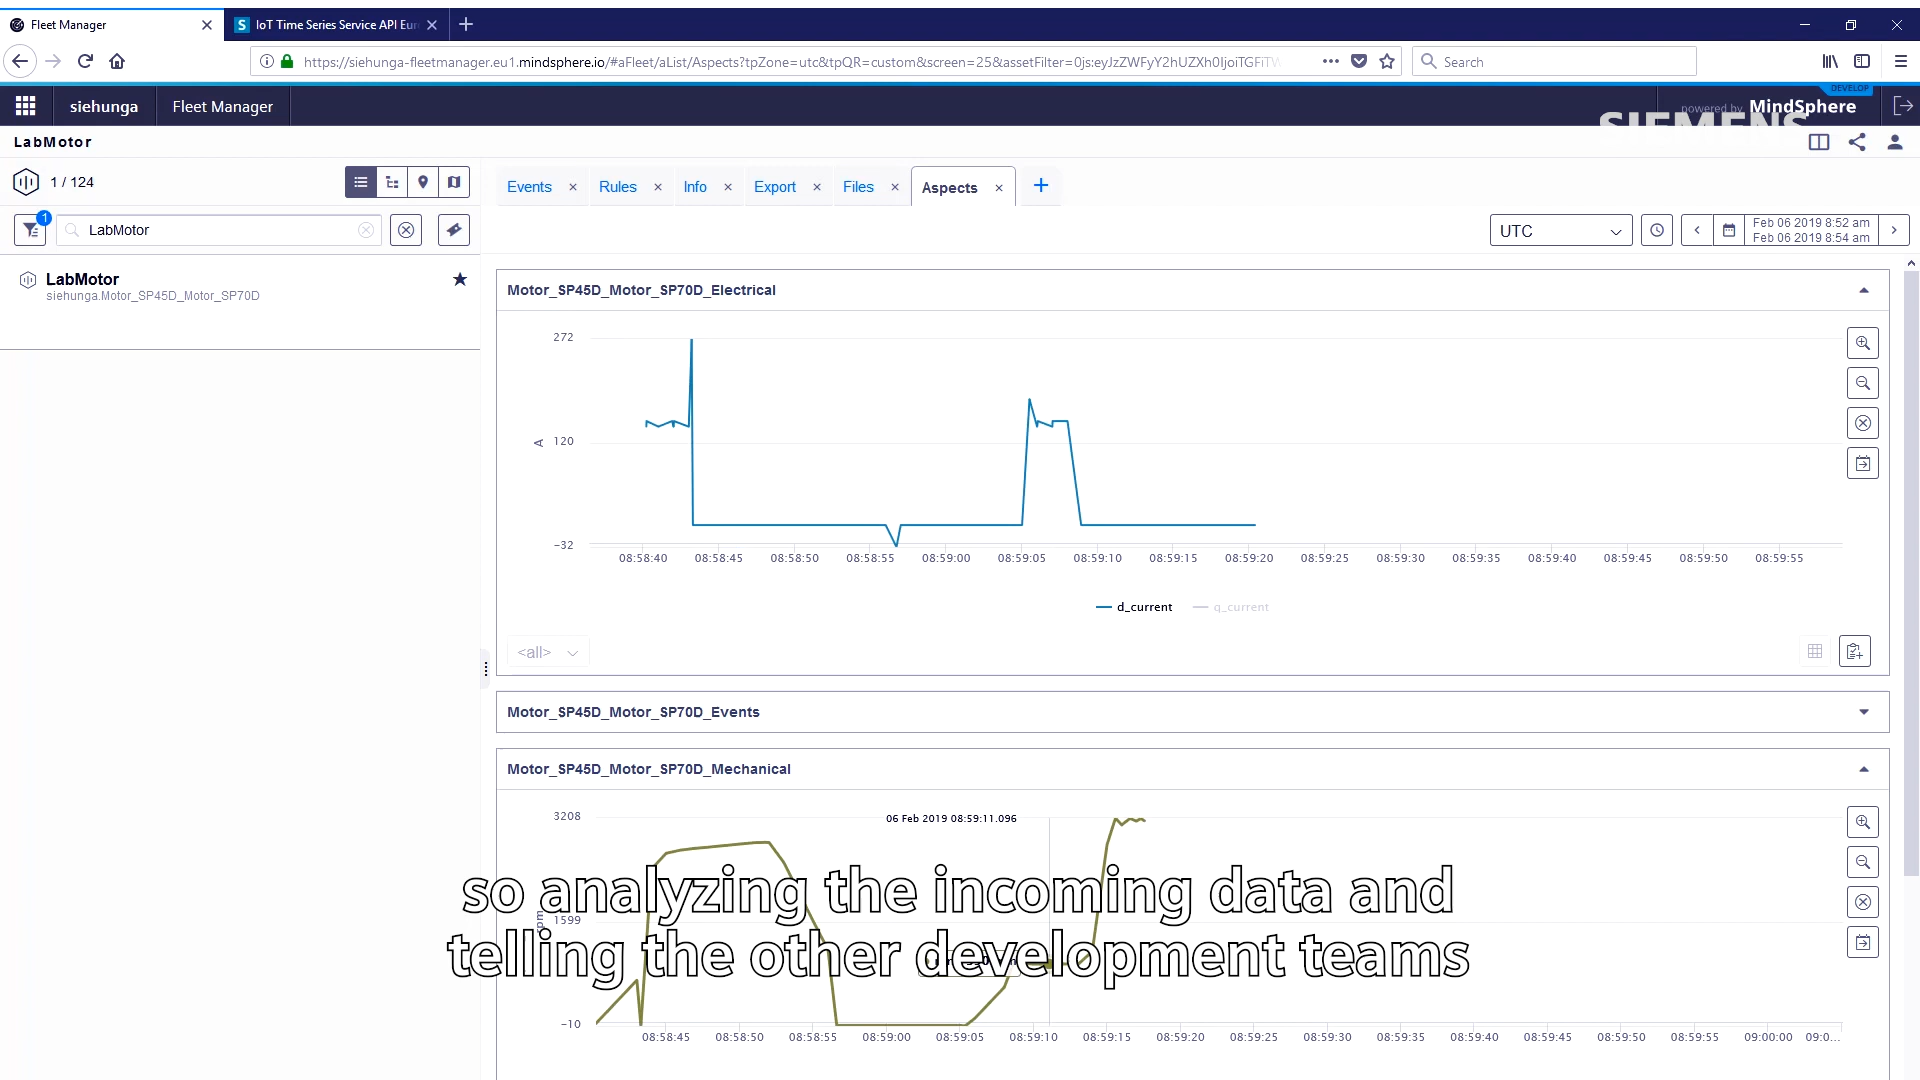 Fleet Manager
IoT Time Series Service API Eur
https://siehunga-fleetmanager.eu1.mindsphere.io/#aFleet/aList/Aspects?tpZone=utc&tpQR=custom&screen=25&assetFilter=0js:eyJzZWFyY2hUZXh0IjoiTGFiTW
Search
siehunga
Fleet Manager
DEVELOP
powered by MindSphere
SIEMENS
LabMotor
1 / 124
Events
Rules
Info
Export
Files
Aspects
1
LabMotor
UTC
Feb 06 2019 8:52 am
Feb 06 2019 8:54 am
LabMotor
siehunga.Motor_SP45D_Motor_SP70D
Motor_SP45D_Motor_SP70D_Electrical
272
A
120
-32
08:58:40 08:58:45 08:58:50 08:58:55 08:59:00 08:59:05 08:59:10 08:59:15 08:59:20 08:59:25 08:59:30 08:59:35 08:59:40 08:59:45 08:59:50 08:59:55
d_current q_current
<all>
Motor_SP45D_Motor_SP70D_Events
Motor_SP45D_Motor_SP70D_Mechanical
3208
06 Feb 2019 08:59:11.096
so analyzing the incoming data and
1599
telling the other development teams
-10
08:58:45 08:58:50 08:58:55 08:59:00 08:59:05 08:59:10 08:59:15 08:59:20 08:59:25 08:59:30 08:59:35 08:59:40 08:59:45 08:59:50 08:59:55 09:00:00 09:0...